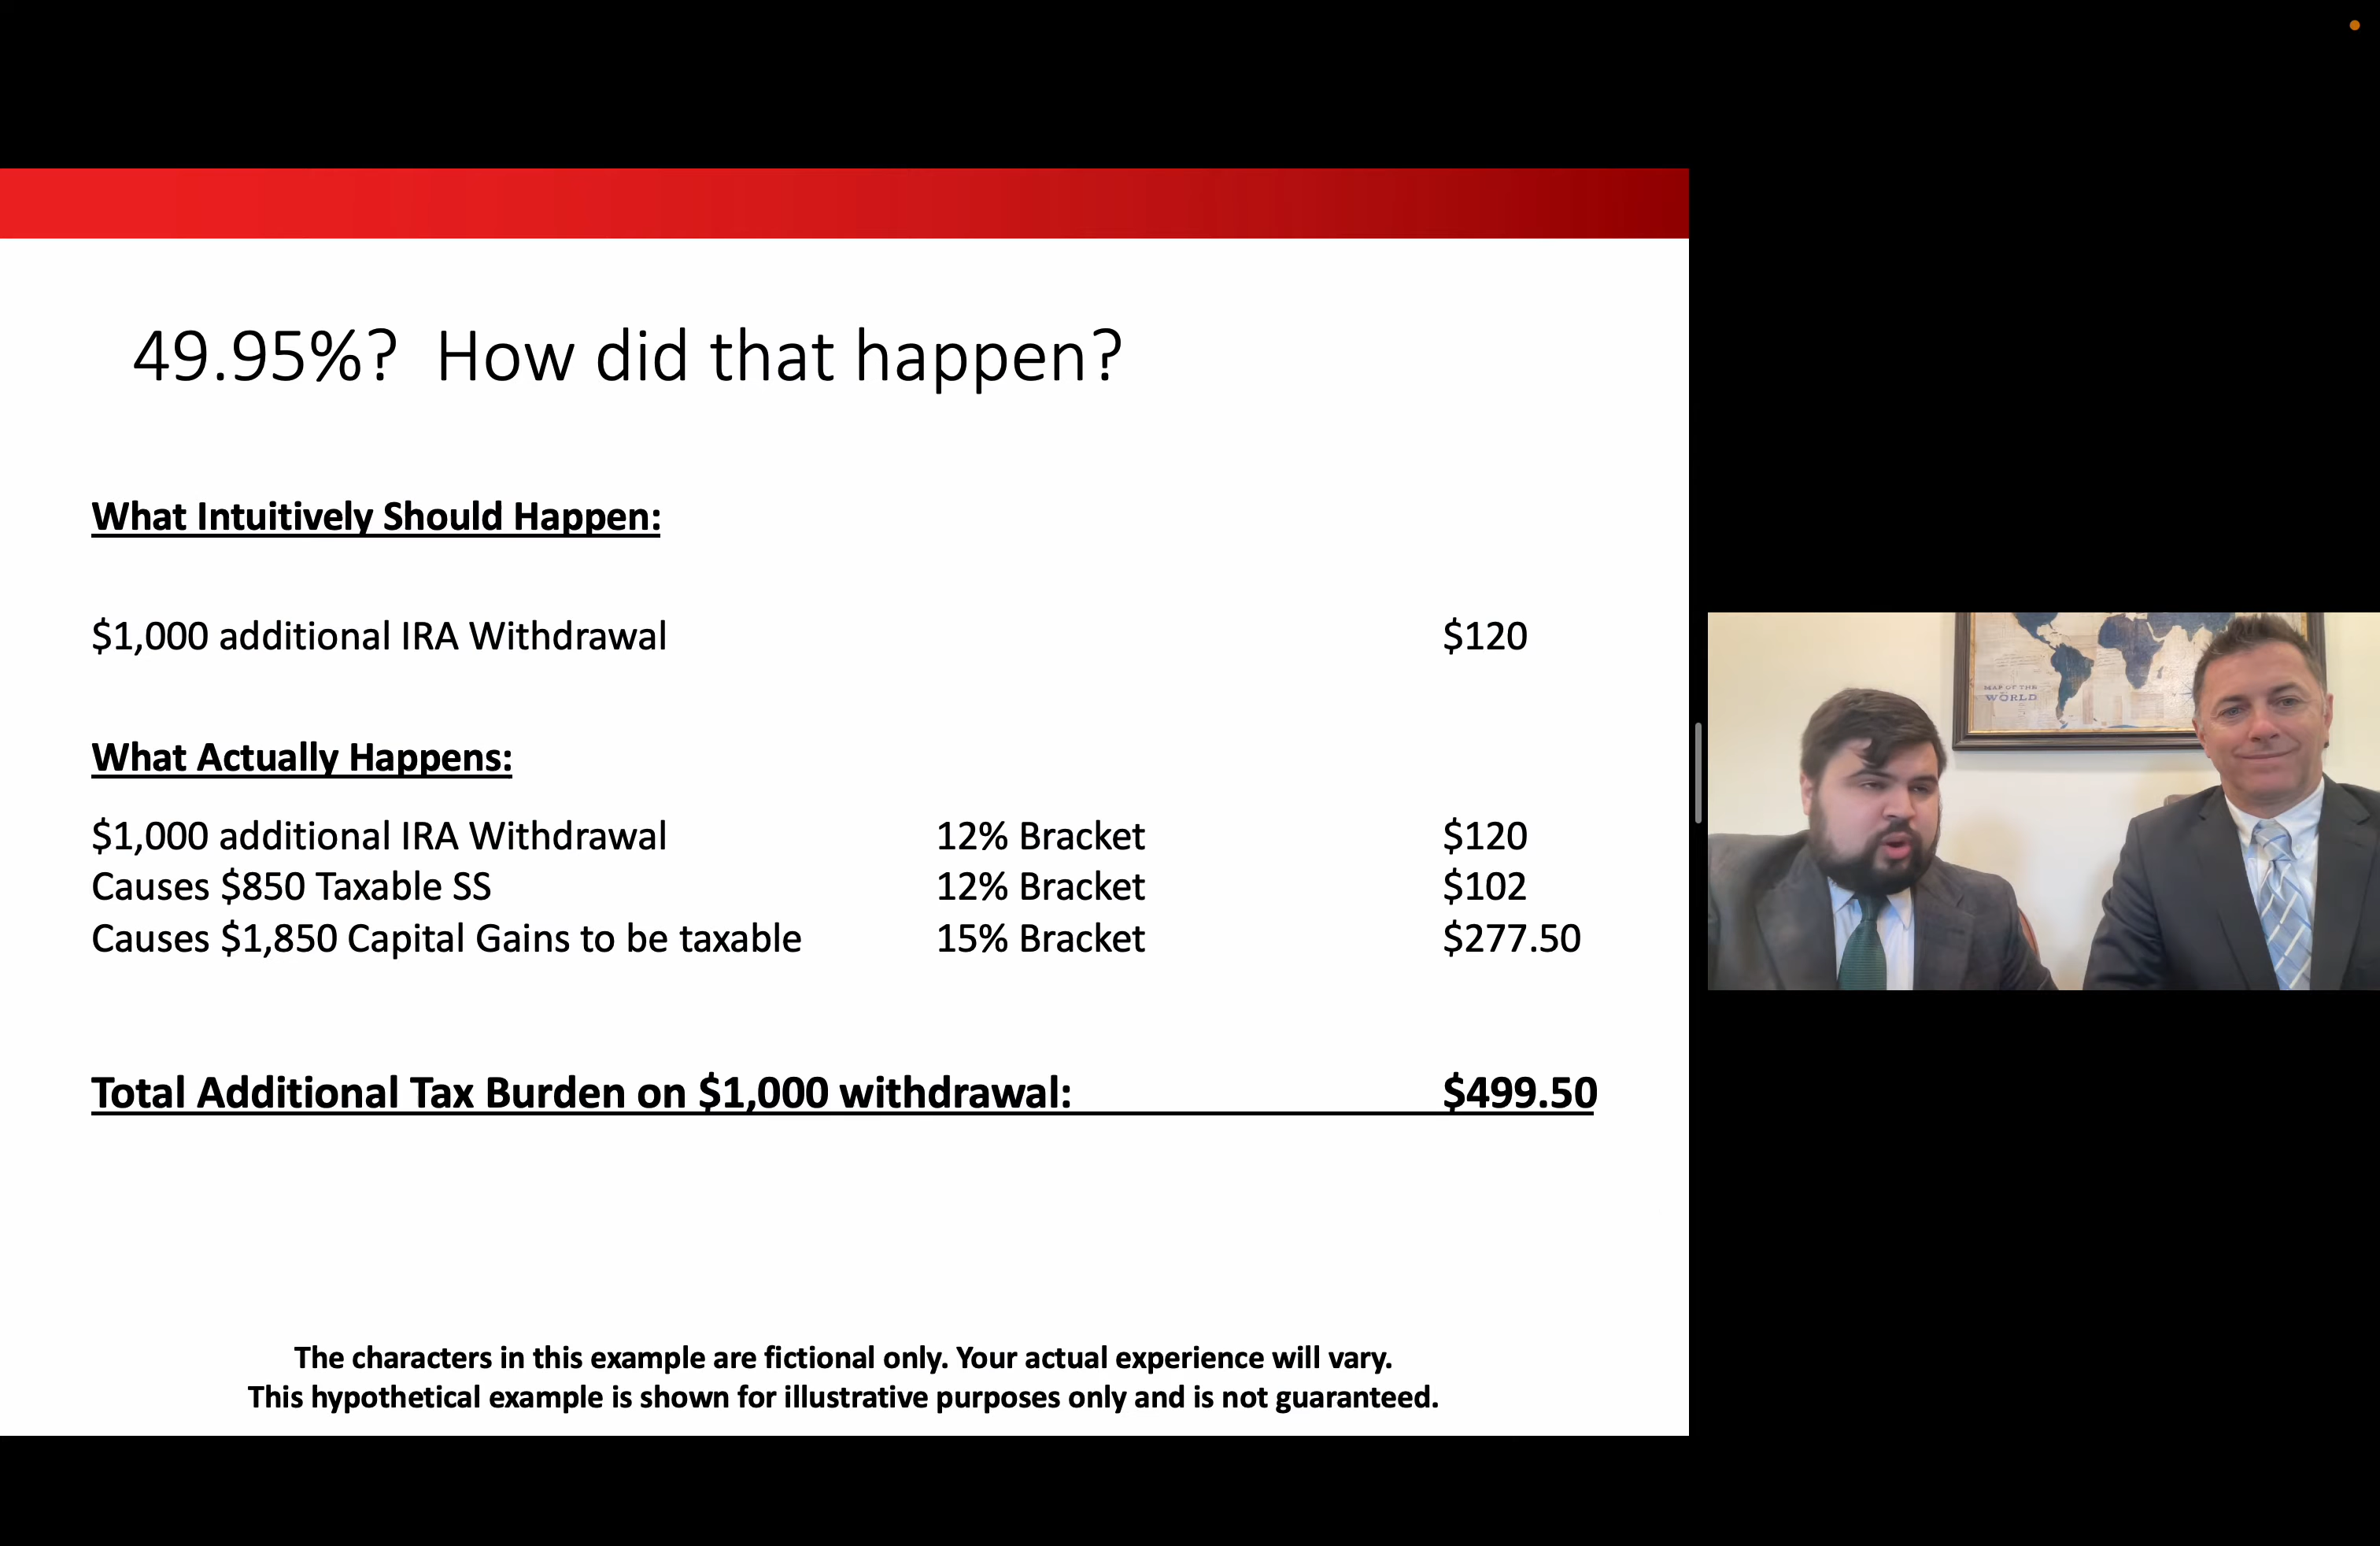 49.95%? How did that happen?
What Intuitively Should Happen:
$1,000 additional IRA Withdrawal $120
What Actually Happens:
$1,000 additional IRA Withdrawal 12% Bracket $120
Causes $850 Taxable SS 12% Bracket $102
Causes $1,850 Capital Gains to be taxable 15% Bracket $277.50
Total Additional Tax Burden on $1,000 withdrawal: $499.50
The characters in this example are fictional only. Your actual experience will vary.
This hypothetical example is shown for illustrative purposes only and is not guaranteed.
MAP OF THE
WORLD